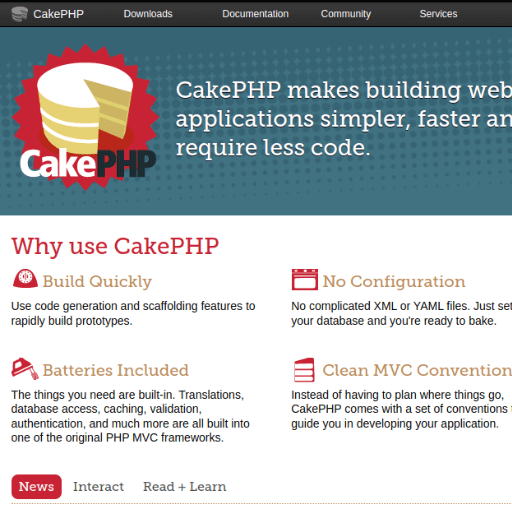 CakePHP Downloads Documentation Community Services
CakePHP makes building web
applications simpler, faster an
require less code.
CakePHP
Why use CakePHP
Build Quickly
Use code generation and scaffolding features to
rapidly build prototypes.
No Configuration
No complicated XML or YAML files. Just set
your database and you're ready to bake.
Batteries Included
The things you need are built-in. Translations,
database access, caching, validation,
authentication, and much more are all built into
one of the original PHP MVC frameworks.
Clean MVC Convention
Instead of having to plan where things go,
CakePHP comes with a set of conventions
guide you in developing your application.
News Interact Read + Learn